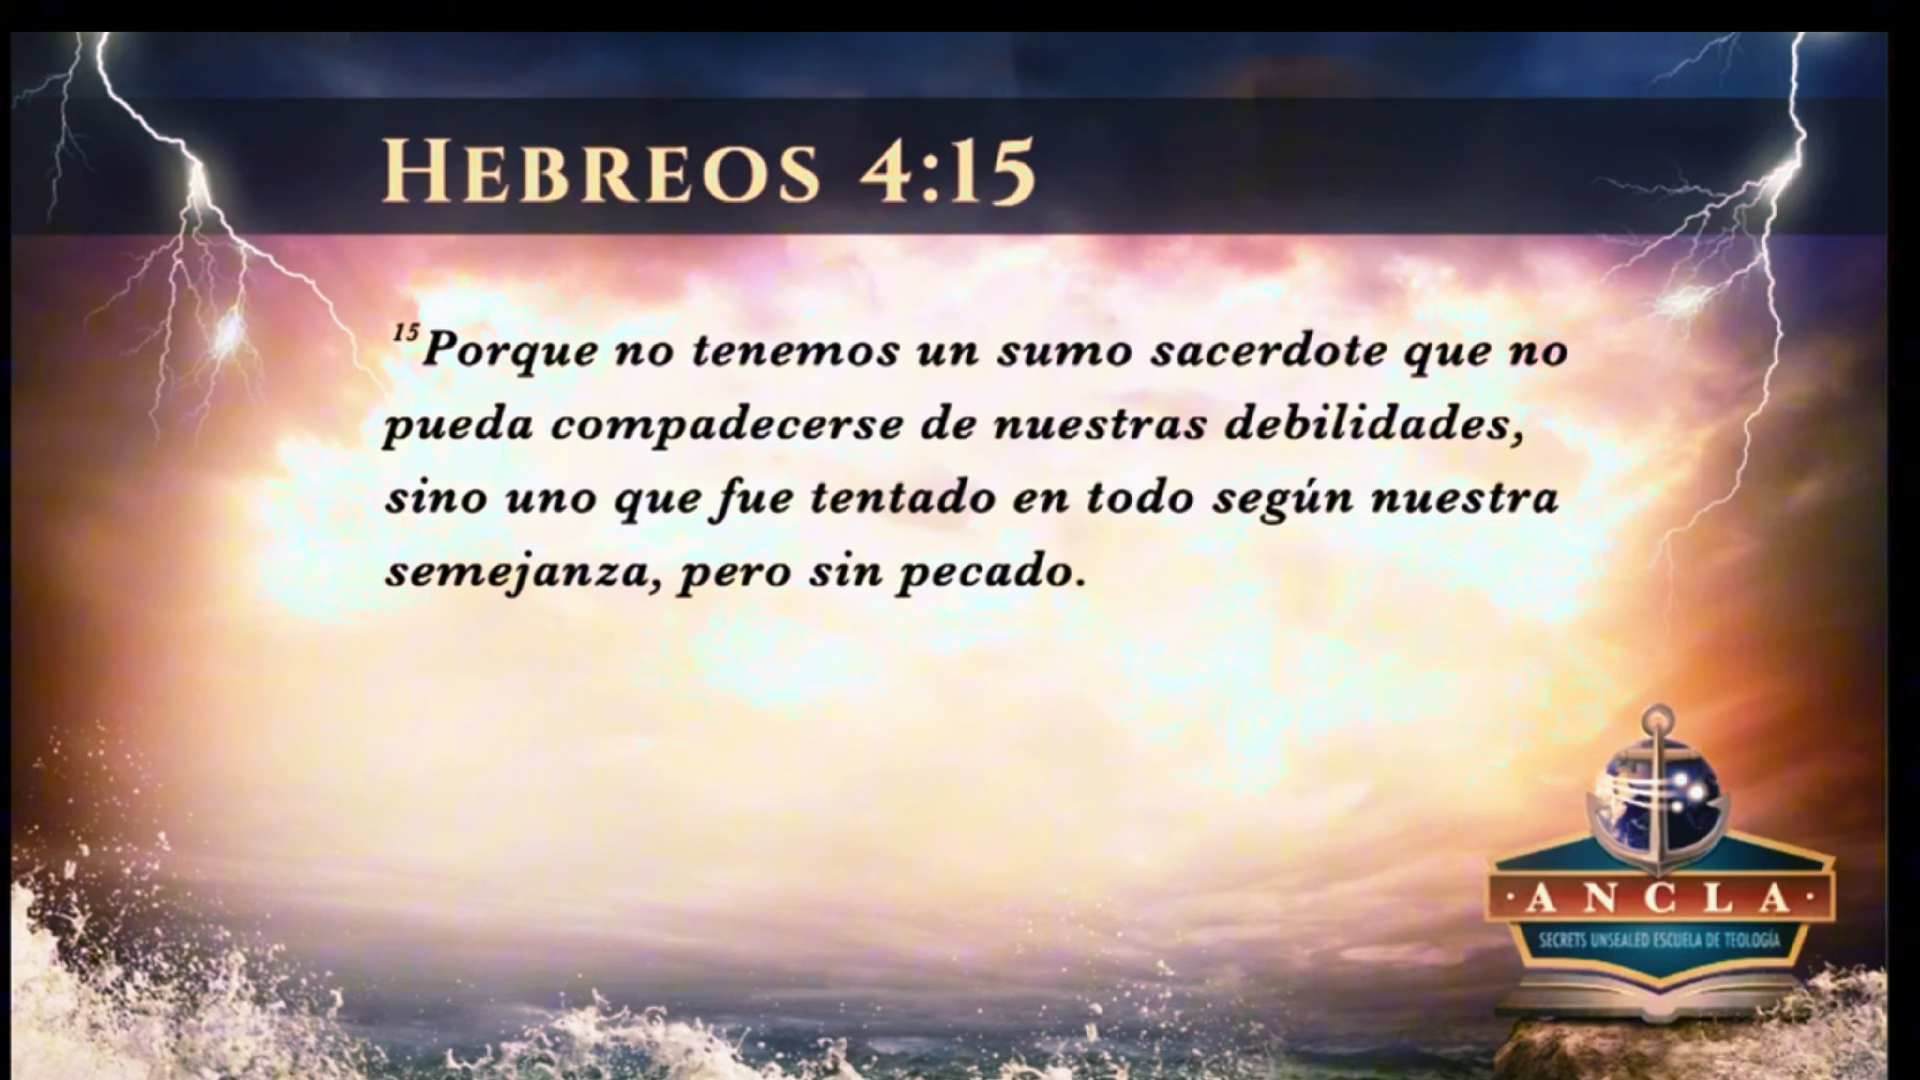 HEBREOS 4:15
15 Porque no tenemos un sumo sacerdote que no
pueda compadecerse de nuestras debilidades,
sino uno que fue tentado en todo según nuestra
semejanza, pero sin pecado.
· ANCLA ·
SECRETS UNSEALED ESCUELA DE TEOLOGÍA